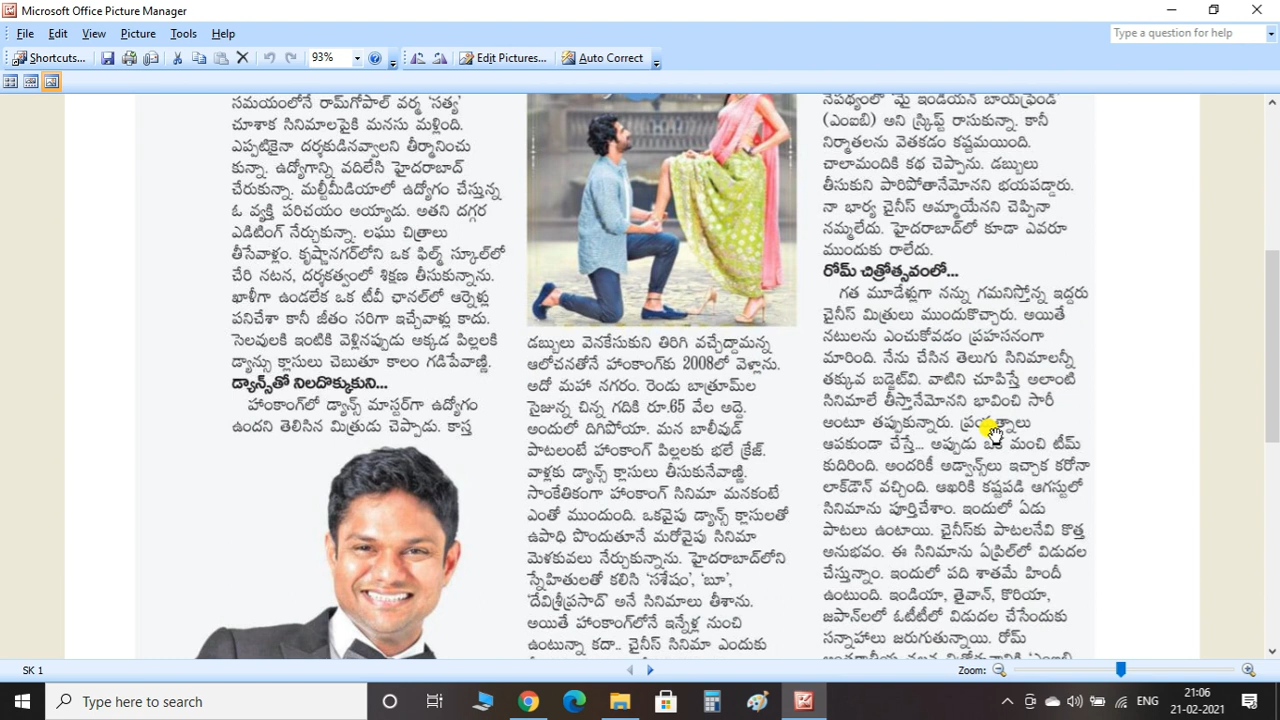 Microsoft Office Picture Manager
File Edit View Picture Tools Help
Type a question for help
Shortcuts...
93%
Edit Pictures...
Auto Correct
సమయంలోనే రామ్‌గోపాల్ వర్మ ‘సత్య’
చూశాక సినిమాలపైకి మనసు మళ్లింది.
ఎప్పటికైనా దర్శకుడినవ్వాలని తీర్మానించు
కున్నా. ఉద్యోగాన్ని వదిలేసి హైదరాబాద్
చేరుకున్నా. మల్టీమీడియాలో ఉద్యోగం చేస్తున్న
ఓ వ్యక్తి పరిచయం అయ్యాడు. అతని దగ్గర
ఎడిటింగ్ నేర్చుకున్నా. లఘు చిత్రాలు
తీసేవాళ్లం. కృష్ణానగర్‌లోని ఒక ఫిల్మ్ స్కూల్‌లో
చేరి నటన, దర్శకత్వంలో శిక్షణ తీసుకున్నాను.
ఖాళీగా ఉండలేక ఒక టీవీ ఛానల్‌లో ఆర్నెళ్లు
పనిచేశా కానీ జీతం సరిగా ఇచ్చేవాళ్లు కాదు.
సెలవులకి ఇంటికి వెళ్లినప్పుడు అక్కడ పిల్లలకి
డ్యాన్సు క్లాసులు చెబుతూ కాలం గడిపేవాణ్ణి.
డ్యాన్స్‌తో నిలదొక్కుకుని...
హాంకాంగ్‌లో డ్యాన్స్ మాస్టర్‌గా ఉద్యోగం
ఉందని తెలిసిన మిత్రుడు చెప్పాడు. కాస్త
డబ్బులు వెనకేసుకుని తిరిగి వచ్చేద్దామన్న
ఆలోచనతోనే హాంకాంగ్‌కు 2008లో వెళ్లాను.
అదో మహా నగరం. రెండు బాత్రూమ్‌ల
సైజున్న చిన్న గదికి రూ.65 వేల అద్దె.
అందులో దిగిపోయా. మన బాలీవుడ్
పాటలంటే హాంకాంగ్ పిల్లలకు భలే క్రేజ్.
వాళ్లకు డ్యాన్స్ క్లాసులు తీసుకునేవాణ్ణి.
సాంకేతికంగా హాంకాంగ్ సినిమా మనకంటే
ఎంతో ముందుంది. ఒకవైపు డ్యాన్స్ క్లాసులతో
ఉపాధి పొందుతూనే మరోవైపు సినిమా
మెళకువలు నేర్చుకున్నాను. హైదరాబాద్‌లోని
స్నేహితులతో కలిసి ‘సశేషం’, ‘బూ’,
‘దేవిశ్రీప్రసాద్’ అనే సినిమాలు తీశాను.
అయితే హాంకాంగ్‌లోనే ఇన్నేళ్ల నుంచి
ఉంటున్నా కదా.. చైనీస్ సినిమా ఎందుకు
నేపథ్యంలో ‘మై ఇండియన్ బాయ్‌ఫ్రెండ్’
(ఎంఐబి) అని స్క్రిప్ట్ రాసుకున్నా. కానీ
నిర్మాతలను వెతకడం కష్టమయింది.
చాలామందికి కథ చెప్పాను. డబ్బులు
తీసుకుని పారిపోతానేమోనని భయపడ్డారు.
నా భార్య చైనీస్ అమ్మాయేనని చెప్పినా
నమ్మలేదు. హైదరాబాద్‌లో కూడా ఎవరూ
ముందుకు రాలేదు.
రోమ్ చిత్రోత్సవంలో...
గత మూడేళ్లుగా నన్ను గమనిస్తోన్న ఇద్దరు
చైనీస్ మిత్రులు ముందుకొచ్చారు. అయితే
నటులను ఎంచుకోవడం ప్రహసనంగా
మారింది. నేను చేసిన తెలుగు సినిమాలన్నీ
తక్కువ బడ్జెట్‌వి. వాటిని చూపిస్తే అలాంటి
సినిమాలే తీస్తానేమోనని భావించి సారీ
అంటూ తప్పుకున్నారు.
ఆపకుండా చేస్తే... అప్పుడు ఒక మంచి టీమ్
కుదిరింది. అందరికీ అడ్వాన్స్‌లు ఇచ్చాక కరోనా
లాక్‌డౌన్ వచ్చింది. ఆఖరికి కష్టపడి ఆగస్టులో
సినిమాను పూర్తిచేశాం. ఇందులో ఏడు
పాటలు ఉంటాయి. చైనీస్‌కు పాటలనేవి కొత్త
అనుభవం. ఈ సినిమాను ఏప్రిల్‌లో విడుదల
చేస్తున్నాం. ఇందులో పది శాతమే హిందీ
ఉంటుంది. ఇండియా, తైవాన్, కొరియా,
జపాన్‌లలో ఓటీటీలో విడుదల చేసేందుకు
సన్నాహాలు జరుగుతున్నాయి. రోమ్
SK 1
Zoom:
Type here to search
ENG
21:06
21-02-2021